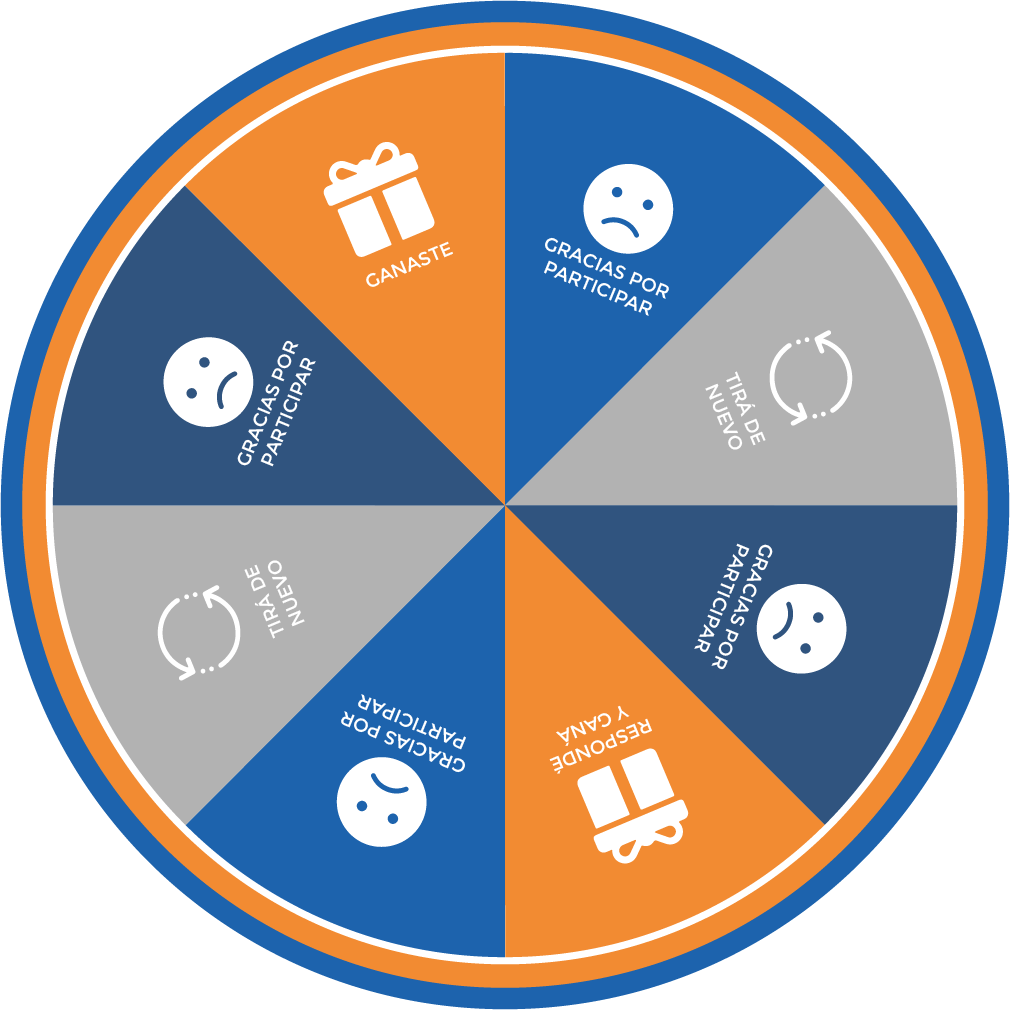 GANASTE
GRACIAS POR
PARTICIPAR
TIRÁ DE
NUEVO
GRACIAS POR
PARTICIPAR
RESPONDÉ
Y GANÁ
GRACIAS POR
PARTICIPAR
TIRÁ DE
NUEVO
GRACIAS POR
PARTICIPAR